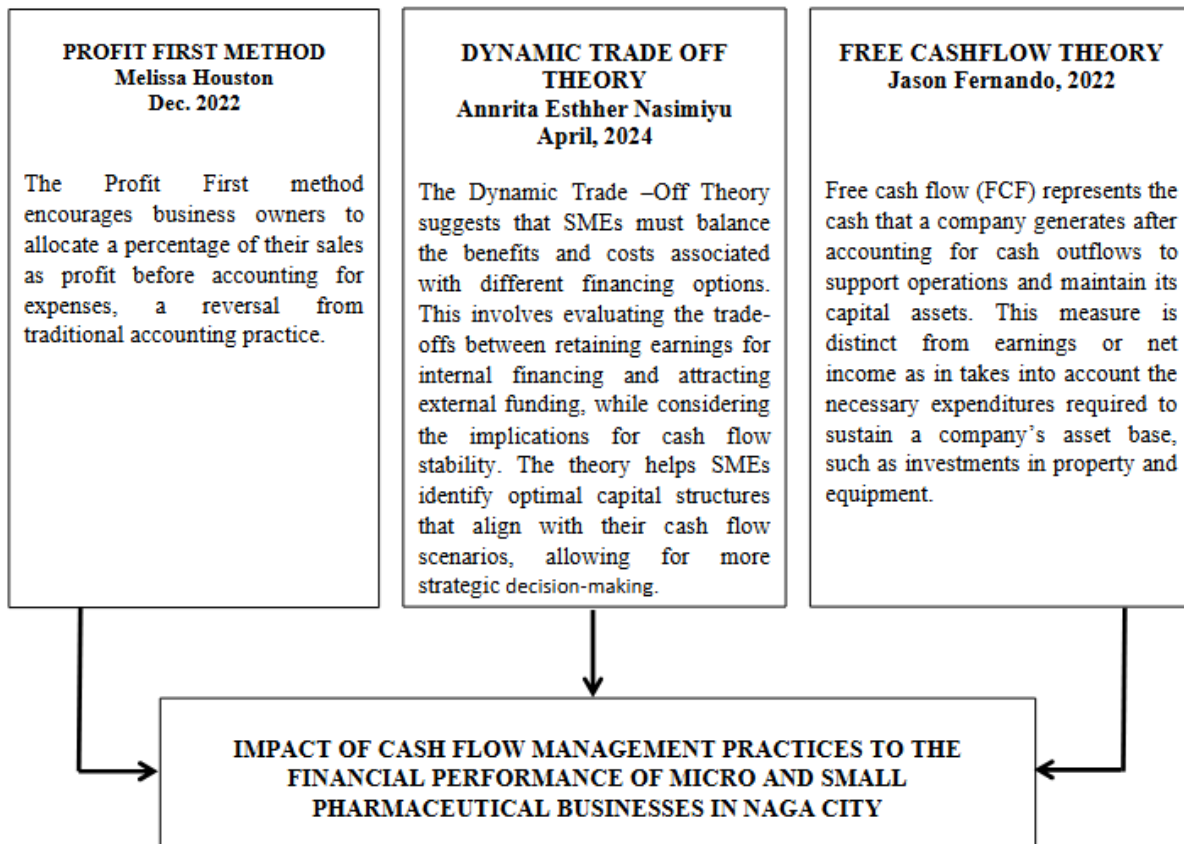 PROFIT FIRST METHOD
Melissa Houston
Dec. 2022
The Profit First method
encourages business owners to
allocate a percentage of their sales
as profit before accounting for
expenses, a reversal from
traditional accounting practice.
DYNAMIC TRADE OFF
THEORY
Annrita Esthher Nasimiyu
April, 2024
The Dynamic Trade –Off Theory
suggests that SMEs must balance
the benefits and costs associated
with different financing options.
This involves evaluating the trade-
offs between retaining earnings for
internal financing and attracting
external funding, while considering
the implications for cash flow
stability. The theory helps SMEs
identify optimal capital structures
that align with their cash flow
scenarios, allowing for more
strategic decision-making.
FREE CASHFLOW THEORY
Jason Fernando, 2022
Free cash flow (FCF) represents the
cash that a company generates after
accounting for cash outflows to
support operations and maintain its
capital assets. This measure is
distinct from earnings or net
income as in takes into account the
necessary expenditures required to
sustain a company’s asset base,
such as investments in property and
equipment.
IMPACT OF CASH FLOW MANAGEMENT PRACTICES TO THE
FINANCIAL PERFORMANCE OF MICRO AND SMALL
PHARMACEUTICAL BUSINESSES IN NAGA CITY